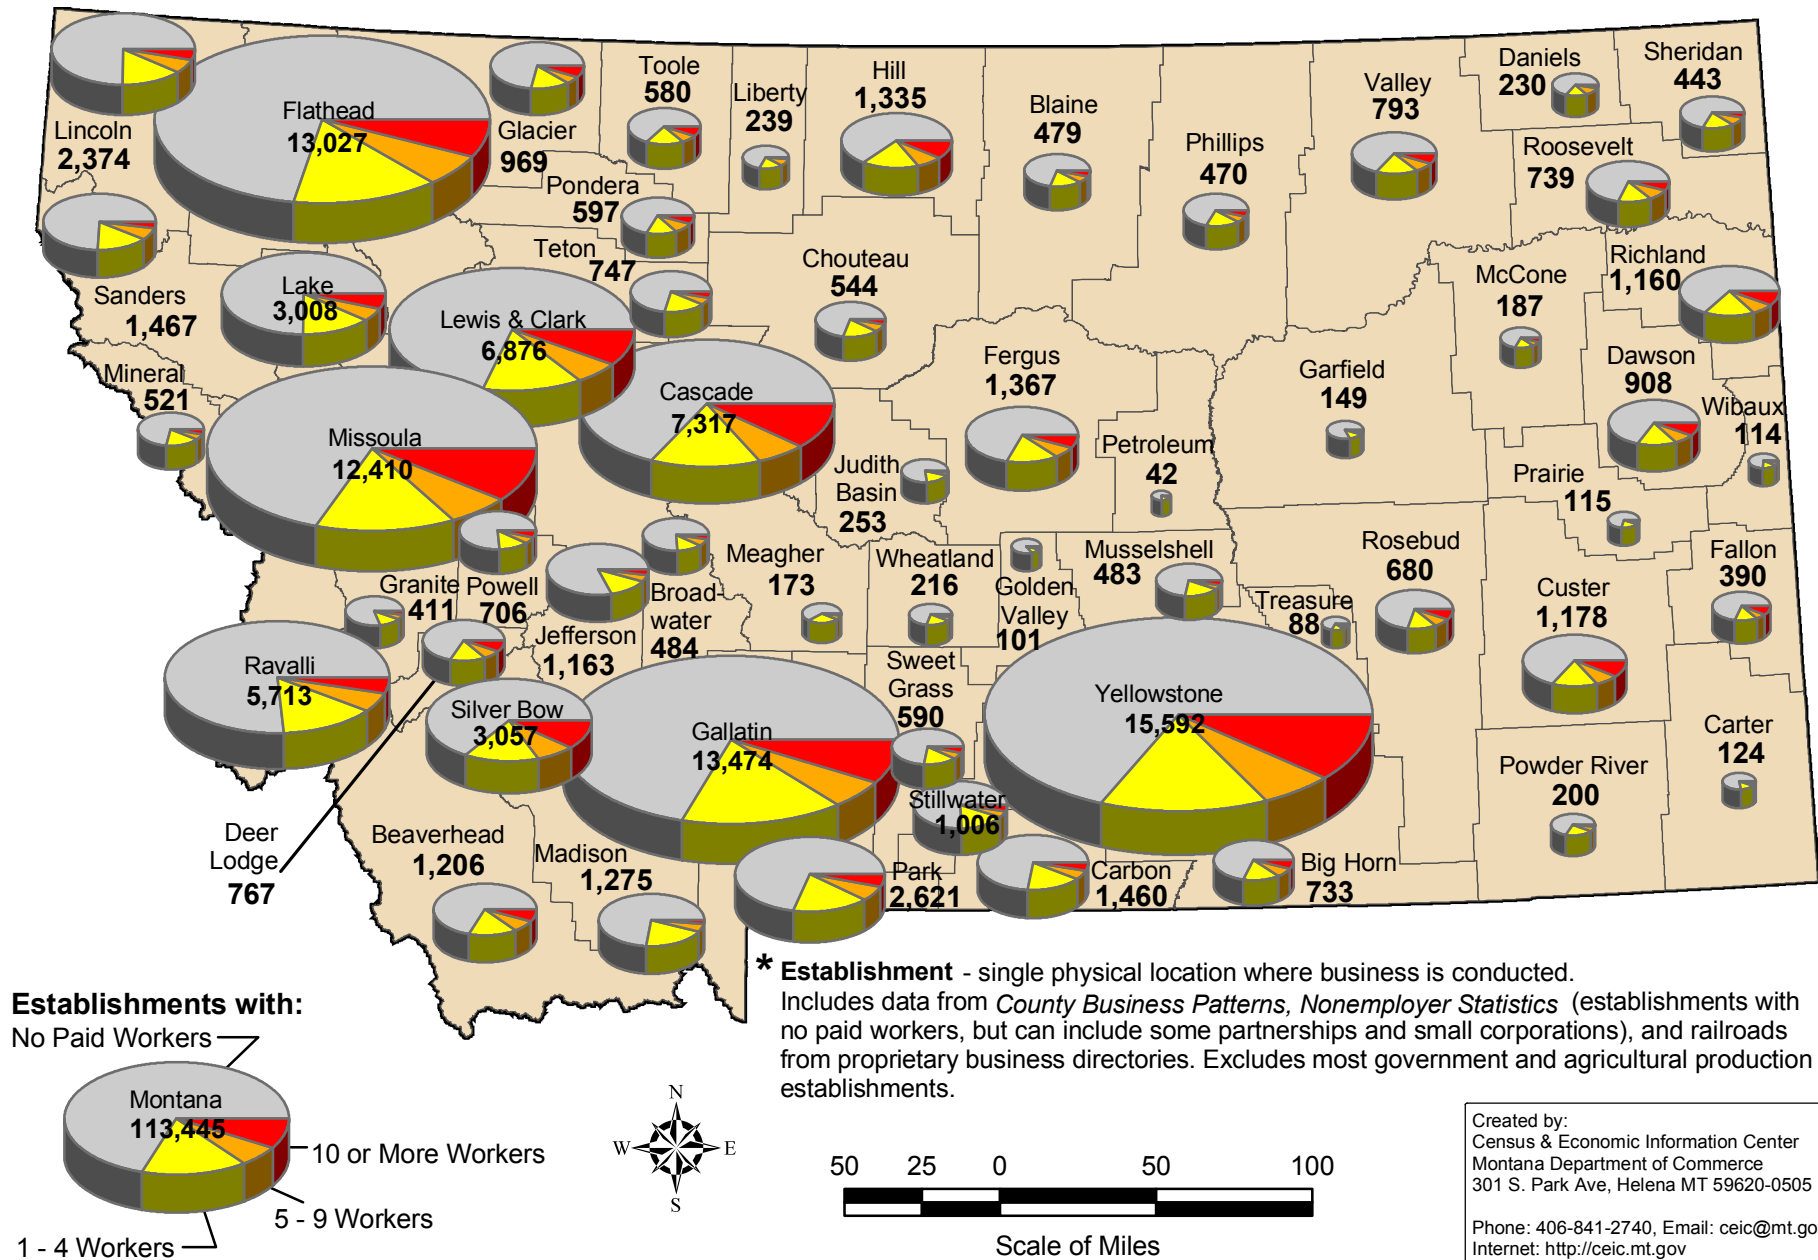 Lincoln
2,374
Flathead
13,027
Glacier
969
Toole
580
Liberty
239
Hill
1,335
Blaine
479
Phillips
470
Valley
793
Daniels
230
Sheridan
443
Roosevelt
739
Pondera
597
Teton
747
Chouteau
544
Sanders
1,467
Lake
3,008
Lewis & Clark
6,876
Cascade
7,317
Fergus
1,367
Petroleum
42
Garfield
149
McCone
187
Richland
1,160
Dawson
908
Wibaux
114
Prairie
115
Mineral
521
Missoula
12,410
Judith
Basin
253
Granite
411
Powell
706
Jefferson
1,163
Broad-
water
484
Meagher
173
Wheatland
216
Golden
Valley
101
Musselshell
483
Treasure
88
Rosebud
680
Custer
1,178
Fallon
390
Ravalli
5,713
Deer
Lodge
767
Silver Bow
3,057
Gallatin
13,474
Sweet
Grass
590
Stillwater
1,006
Yellowstone
15,592
Powder River
200
Carter
124
Beaverhead
1,206
Madison
1,275
Park
2,621
Carbon
1,460
Big Horn
733
* Establishment - single physical location where business is conducted.
Includes data from County Business Patterns, Nonemployer Statistics (establishments with
no paid workers, but can include some partnerships and small corporations), and railroads
from proprietary business directories. Excludes most government and agricultural production
establishments.
Establishments with:
No Paid Workers
Montana
113,445
10 or More Workers
5 - 9 Workers
1 - 4 Workers
N
W E
S
50 25 0 50 100
Scale of Miles
Created by:
Census & Economic Information Center
Montana Department of Commerce
301 S. Park Ave, Helena MT 59620-0505
Phone: 406-841-2740, Email: ceic@mt.go
Internet: http://ceic.mt.gov